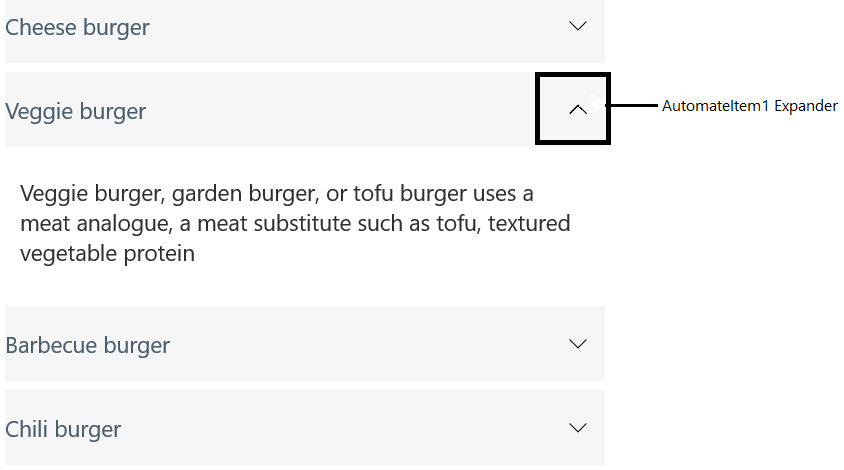 Cheese burger
Veggie burger
AutomateItem1 Expander
Veggie burger, garden burger, or tofu burger uses a
meat analogue, a meat substitute such as tofu, textured
vegetable protein
Barbecue burger
Chili burger